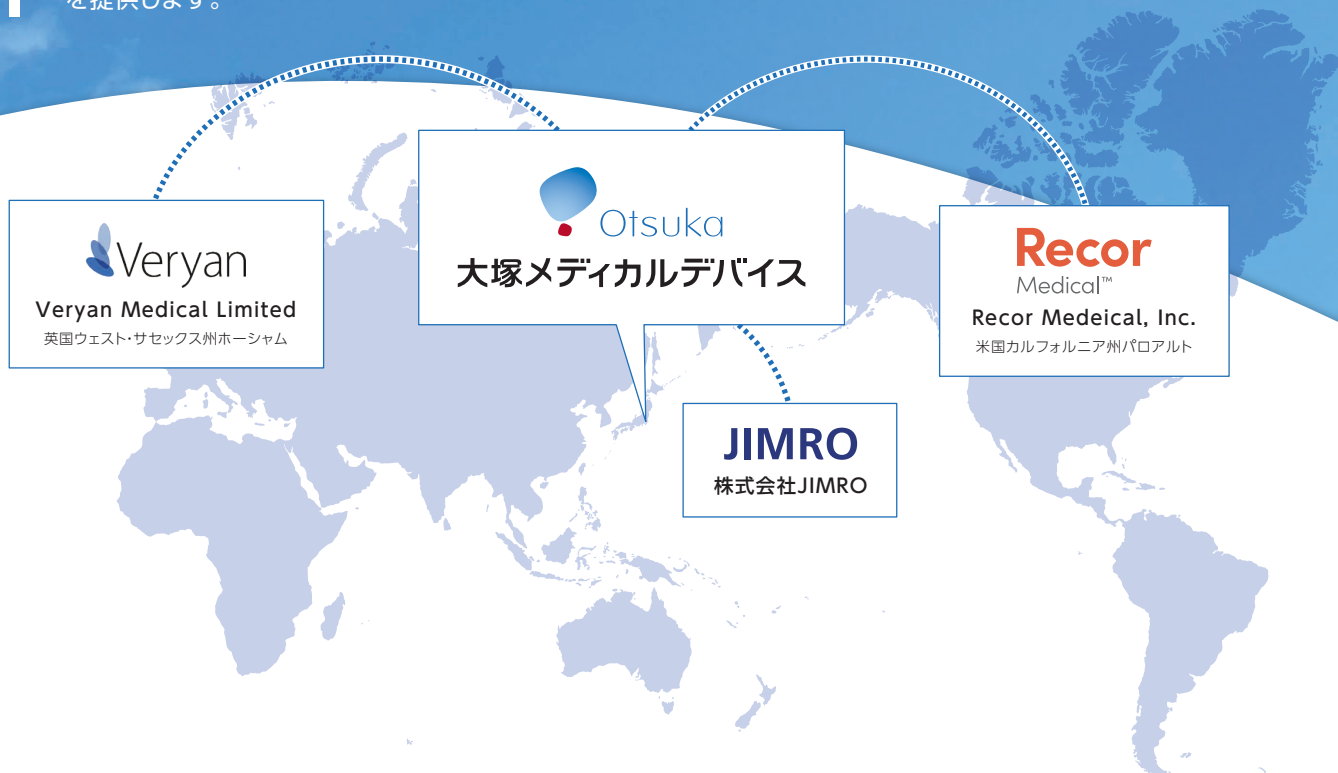 を提供します。
Otsuka
大塚メディカルデバイス
Veryan
Veryan Medical Limited
英国ウェスト・サセックス州ホーシャム
Recor
Medical™
Recor Medeical, Inc.
米国カルフォルニア州パロアルト
JIMRO
株式会社JIMRO